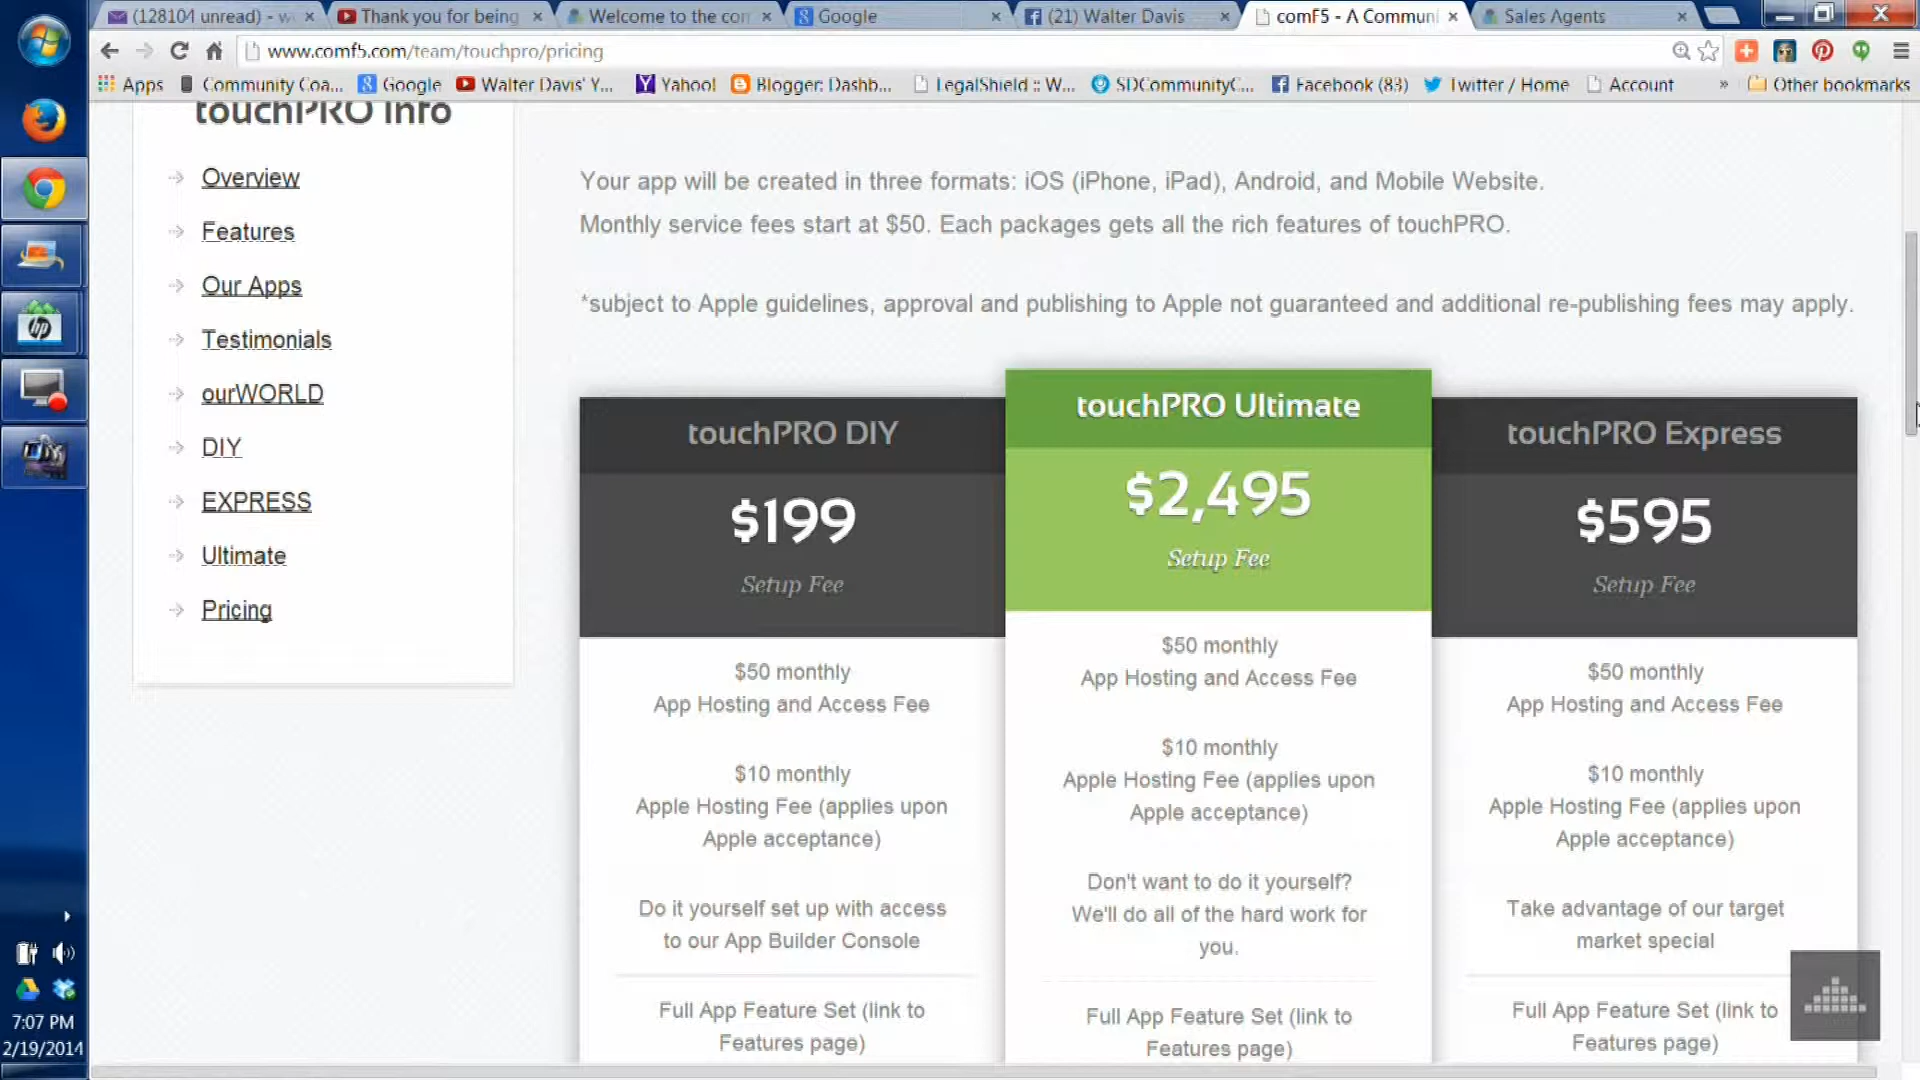 (128104 unread) - w
Thank you for being
Welcome to the con
Google
(21) Walter Davis
comF5 - A Commun
Sales Agents
www.comf5.com/team/touchpro/pricing
Apps
Community Coa...
Google
Walter Davis' Y...
Yahoo!
Blogger: Dashb...
LegalShield :: W...
SDCommunityC...
Facebook (83)
Twitter / Home
Account
»
Other bookmarks
touchPRO Info
Overview
Features
Our Apps
Testimonials
ourWORLD
DIY
EXPRESS
Ultimate
Pricing
Your app will be created in three formats: iOS (iPhone, iPad), Android, and Mobile Website.
Monthly service fees start at $50. Each packages gets all the rich features of touchPRO.
*subject to Apple guidelines, approval and publishing to Apple not guaranteed and additional re-publishing fees may apply.
touchPRO DIY
$199
Setup Fee
$50 monthly
App Hosting and Access Fee
$10 monthly
Apple Hosting Fee (applies upon
Apple acceptance)
Do it yourself set up with access
to our App Builder Console
Full App Feature Set (link to
Features page)
touchPRO Ultimate
$2,495
Setup Fee
$50 monthly
App Hosting and Access Fee
$10 monthly
Apple Hosting Fee (applies upon
Apple acceptance)
Don't want to do it yourself?
We'll do all of the hard work for
you.
Full App Feature Set (link to
Features page)
touchPRO Express
$595
Setup Fee
$50 monthly
App Hosting and Access Fee
$10 monthly
Apple Hosting Fee (applies upon
Apple acceptance)
Take advantage of our target
market special
Full App Feature Set (link to
Features page)
hp
7:07 PM
2/19/2014